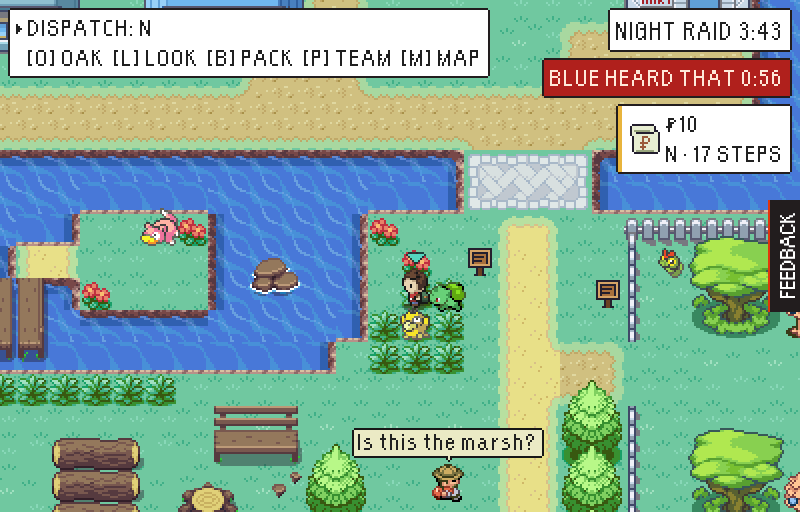 DISPATCH: N
[O]OAK [L]LOOK [B]PACK [P]TEAM [M]MAP
NIGHT RAID 3:43
BLUE HEARD THAT 0:56
₽10
N · 17 STEPS
FEEDBACK
Is this the marsh?